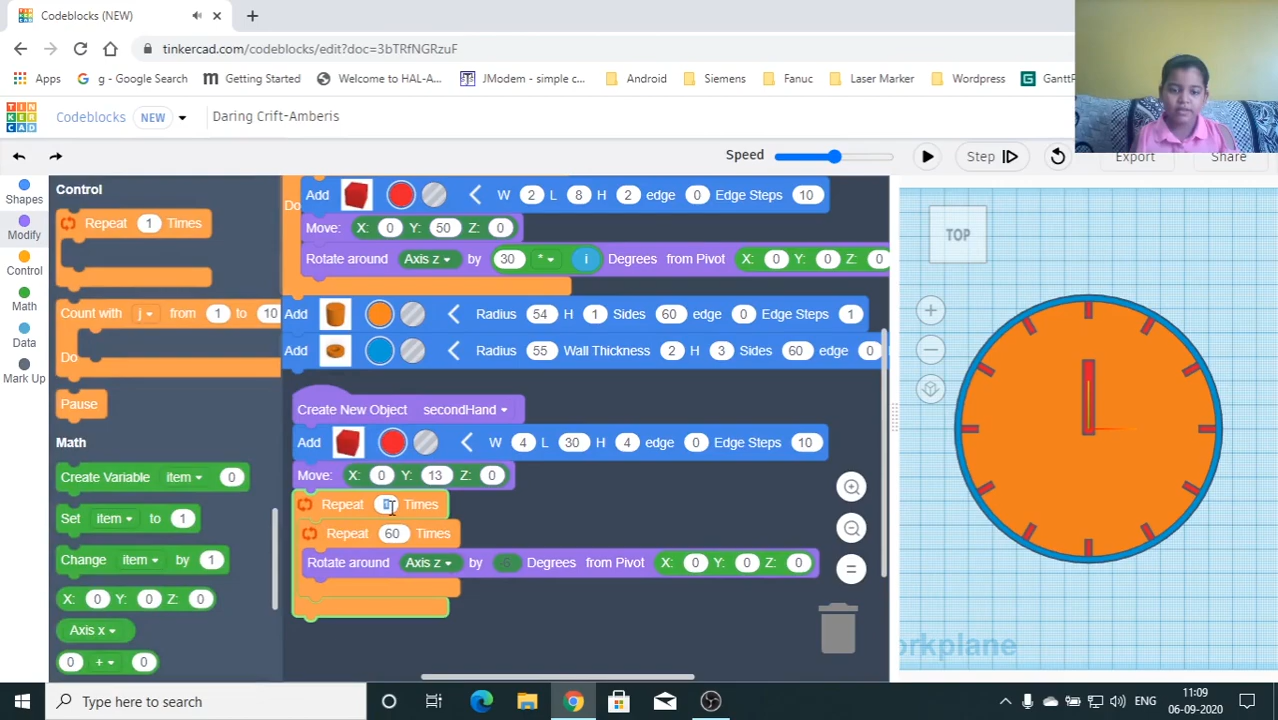 Codeblocks (NEW)
tinkercad.com/codeblocks/edit?doc=3bTRfNGRzuF
Apps
g - Google Search
Getting Started
Welcome to HAL-A...
JModem - simple c...
Android
Siemens
Fanuc
Laser Marker
Wordpress
GanttP
TIN
KER
CAD
Codeblocks NEW
Daring Crift-Amberis
Speed
Step
Export
Share
Shapes
Modify
Control
Math
Data
Mark Up
Control
Repeat 1 Times
Count with j from 1 to 10
Do
Pause
Math
Create Variable item 0
Set item to 1
Change item by 1
X: 0 Y: 0 Z: 0
Axis x
0 + 0
Do
Add W 2 L 8 H 2 edge 0 Edge Steps 10
Move: X: 0 Y: 50 Z: 0
Rotate around Axis z by 30 * i Degrees from Pivot X: 0 Y: 0 Z: 0
Add Radius 54 H 1 Sides 60 edge 0 Edge Steps 1
Add Radius 55 Wall Thickness 2 H 3 Sides 60 edge 0
Create New Object secondHand
Add W 4 L 30 H 4 edge 0 Edge Steps 10
Move: X: 0 Y: 13 Z: 0
Repeat Times
Repeat 60 Times
Rotate around Axis z by 6 Degrees from Pivot X: 0 Y: 0 Z: 0
TOP
orkplane
Type here to search
ENG
11:09
06-09-2020